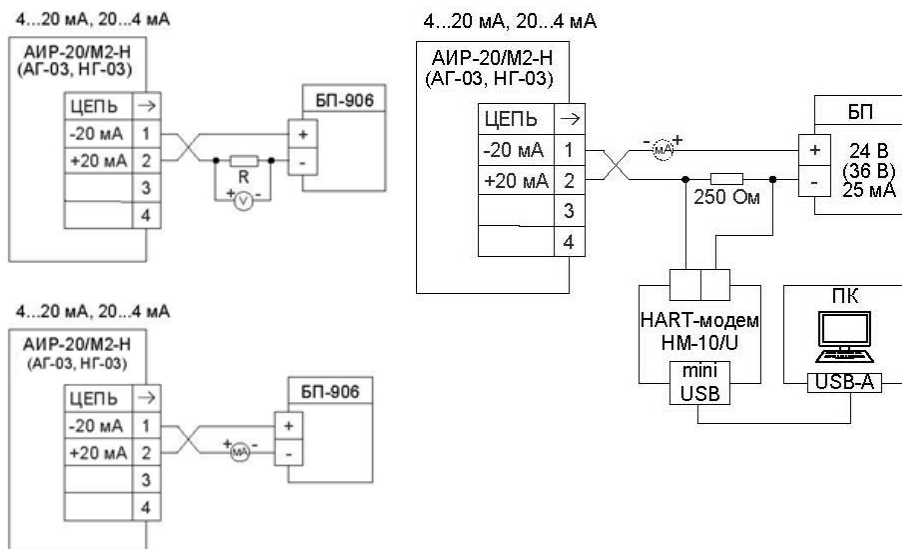 4...20 мА, 20...4 мА
АИР-20/М2-Н
(АГ-03, НГ-03)
ЦЕПЬ →
-20 мА 1
+20 мА 2
3
4
БП-906
+
-
R
+ V -
4...20 мА, 20...4 мА
АИР-20/М2-Н
(АГ-03, НГ-03)
ЦЕПЬ →
-20 мА 1
+20 мА 2
3
4
БП-906
+
-
+ МА -
4...20 мА, 20...4 мА
АИР-20/М2-Н
(АГ-03, НГ-03)
ЦЕПЬ →
-20 мА 1
+20 мА 2
3
4
- мА +
250 Ом
БП
+
-
24 В
(36 В)
25 мА
HART-модем
НМ-10/U
mini
USB
ПК
USB-A